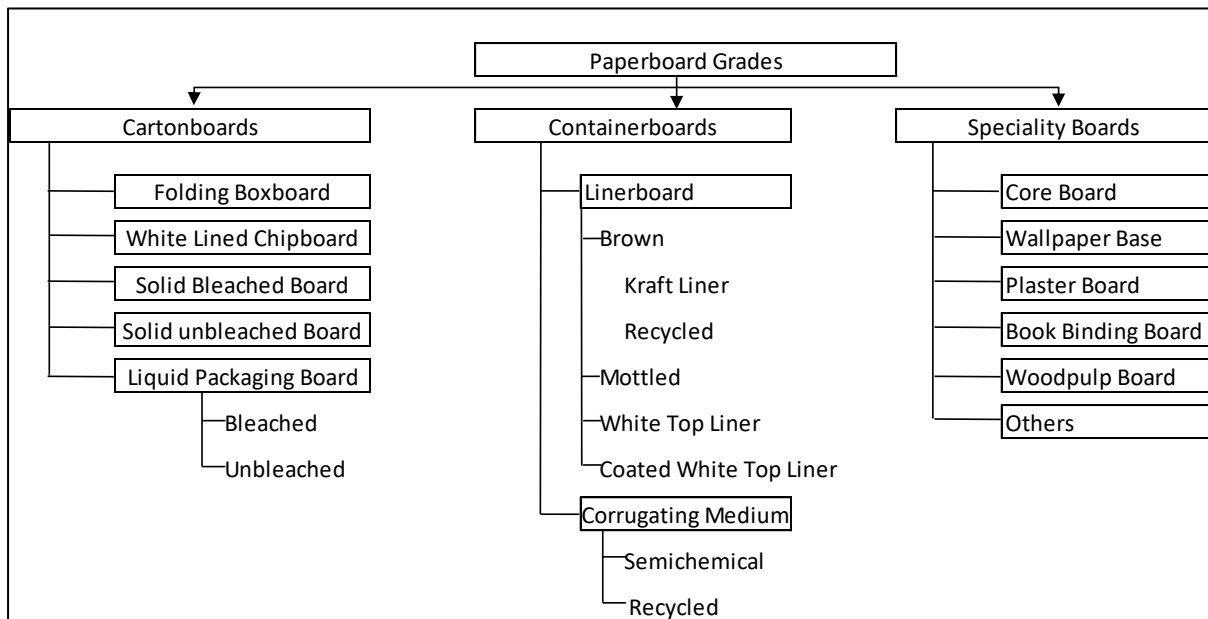 Paperboard Grades
Cartonboards
Folding Boxboard
White Lined Chipboard
Solid Bleached Board
Solid unbleached Board
Liquid Packaging Board
Bleached
Unbleached
Containerboards
Linerboard
Brown
Kraft Liner
Recycled
Mottled
White Top Liner
Coated White Top Liner
Corrugating Medium
Semichemical
Recycled
Speciality Boards
Core Board
Wallpaper Base
Plaster Board
Book Binding Board
Woodpulp Board
Others